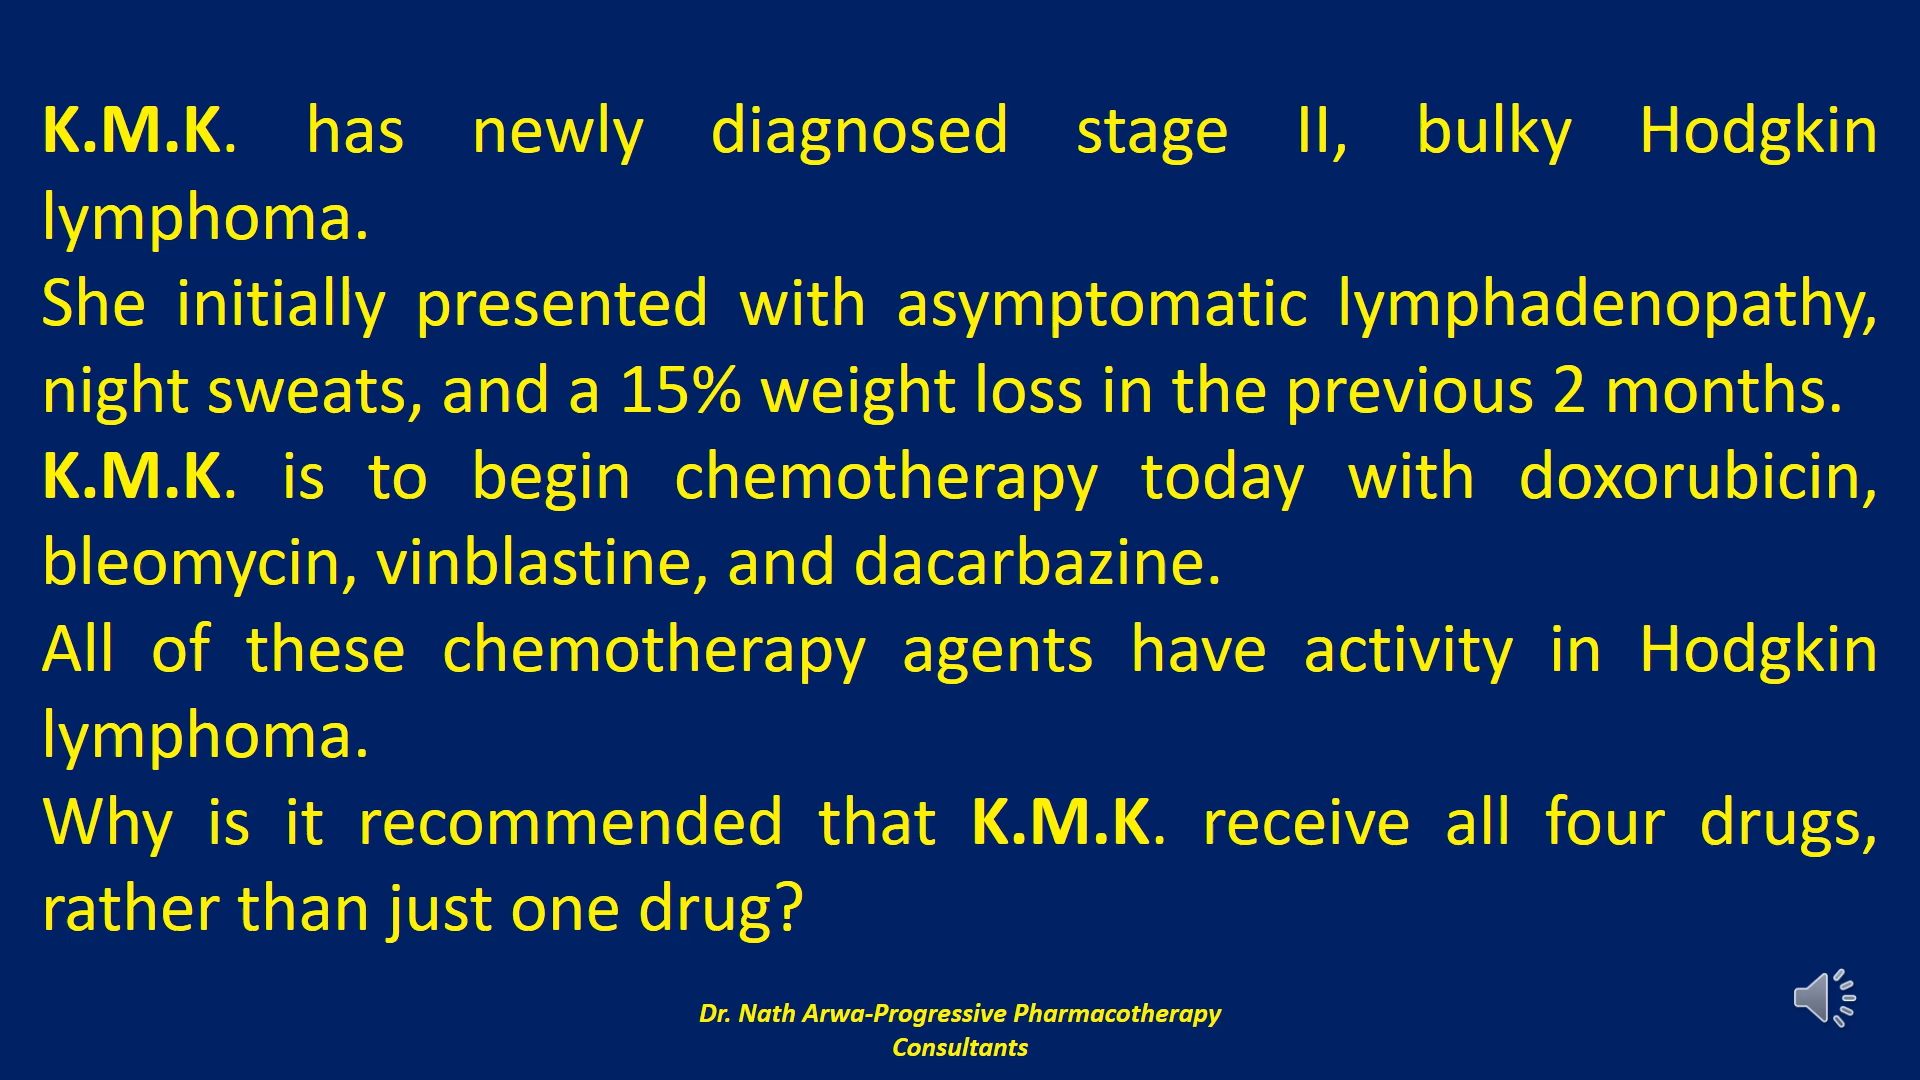 K.M.K. has newly diagnosed stage II, bulky Hodgkin
lymphoma.
She initially presented with asymptomatic lymphadenopathy,
night sweats, and a 15% weight loss in the previous 2 months.
K.M.K. is to begin chemotherapy today with doxorubicin,
bleomycin, vinblastine, and dacarbazine.
All of these chemotherapy agents have activity in Hodgkin
lymphoma.
Why is it recommended that K.M.K. receive all four drugs,
rather than just one drug?
Dr. Nath Arwa-Progressive Pharmacotherapy
Consultants